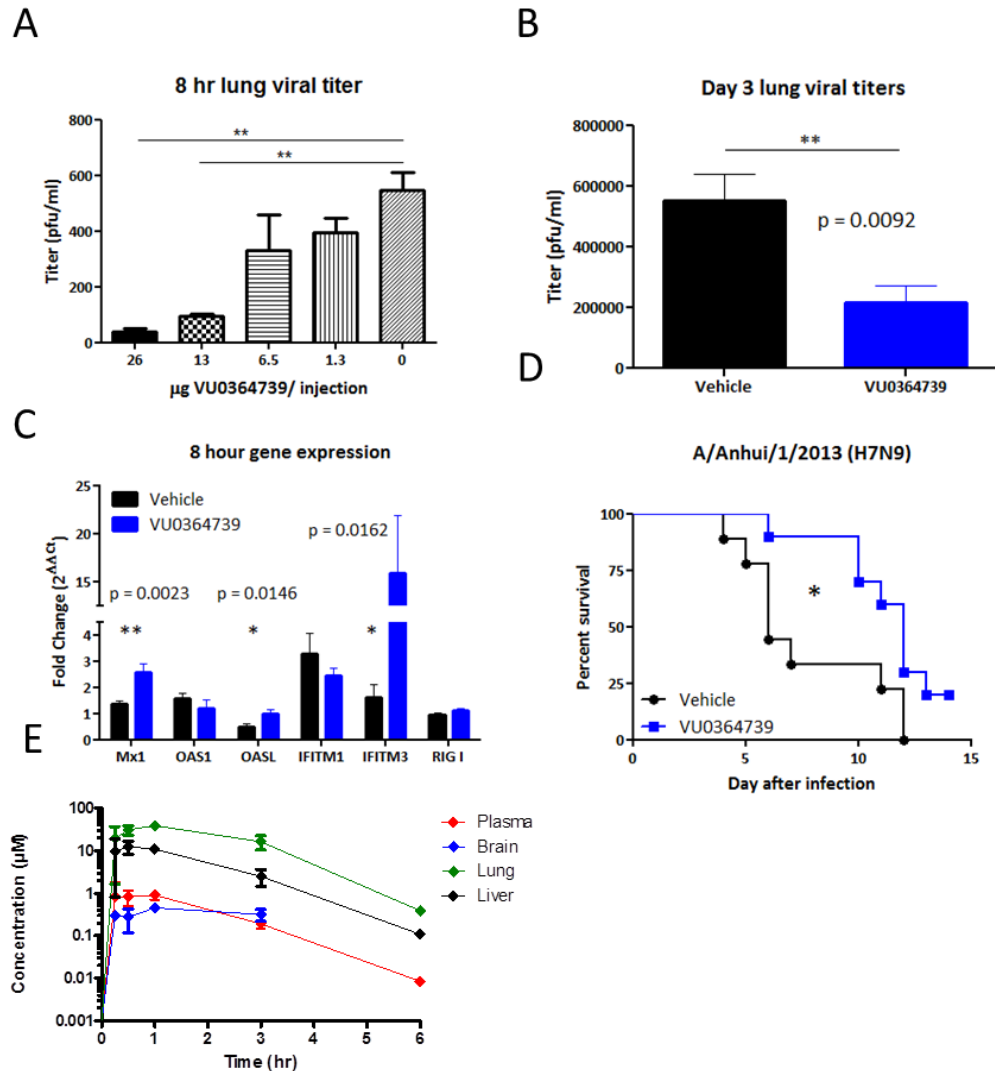 A
8 hr lung viral titer
**
**
Titer (pfu/ml)
800
600
400
200
0
26 13 6.5 1.3 0
µg VU0364739/ injection
B
Day 3 lung viral titers
**
p = 0.0092
Titer (pfu/ml)
800000
600000
400000
200000
0
Vehicle VU0364739
C
8 hour gene expression
Vehicle
VU0364739
p = 0.0162
p = 0.0023 p = 0.0146
** * *
Fold Change (2^ΔΔCt)
25
20
15
4
3
2
1
0
Mx1 OAS1 OASL IFITM1 IFITM3 RIG I
D
A/Anhui/1/2013 (H7N9)
*
Percent survival
100
75
50
25
0
Vehicle
VU0364739
0 5 10 15
Day after infection
E
Concentration (µM)
100
10
1
0.1
0.01
0.001
0 1 2 3 4 5 6
Time (hr)
Plasma
Brain
Lung
Liver